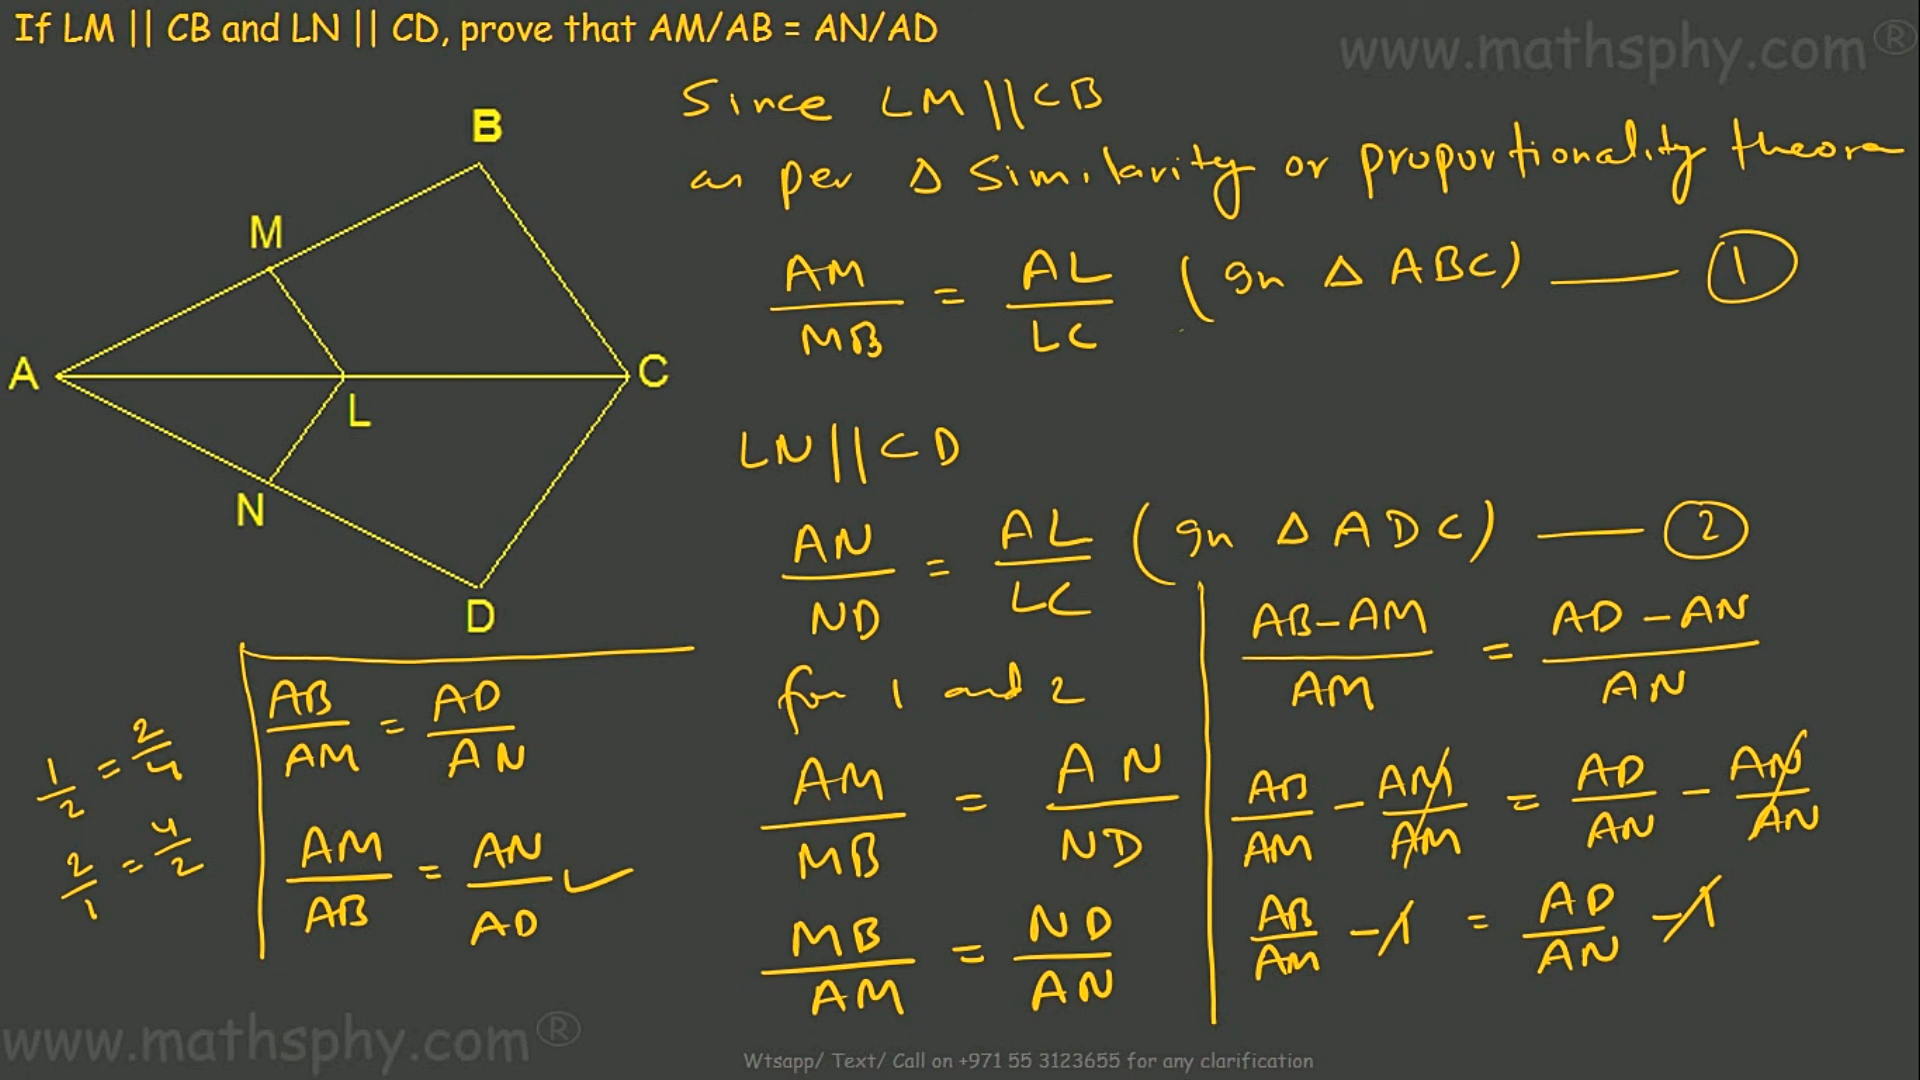 If LM || CB and LN || CD, prove that AM/AB = AN/AD
www.mathsphy.com®
B
M
A
C
L
N
D
Since LM || CB
as per Δ Similarity or proportionality theorem
AM/MB = AL/LC (In Δ ABC) — 1
LN || CD
AN/ND = AL/LC (In Δ ADC) — 2
for 1 and 2
AM/MB = AN/ND
MB/AM = ND/AN
AB-AM/AM = AD-AN/AN
AB/AM - AM/AM = AD/AN - AN/AN
AB/AM - 1 = AD/AN - 1
AB/AM = AD/AN
AM/AB = AN/AD ✓
1/2 = 2/4
2/1 = 4/2
www.mathsphy.com®
Wtsapp/ Text/ Call on +971 55 3123655 for any clarification